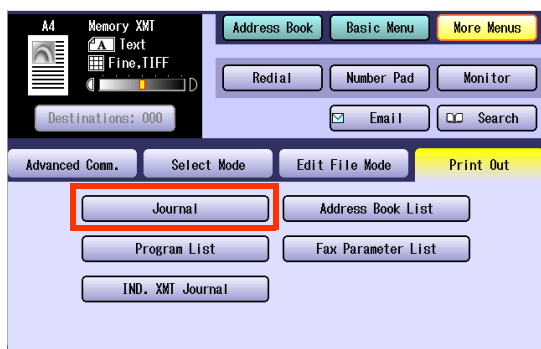 A4 Memory XMT
A Text
Fine,TIFF
D
Destinations: 000
Address Book Basic Menu More Menus
Redial Number Pad Monitor
Email Search
Advanced Comm. Select Mode Edit File Mode Print Out
Journal Address Book List
Program List Fax Parameter List
IND. XMT Journal